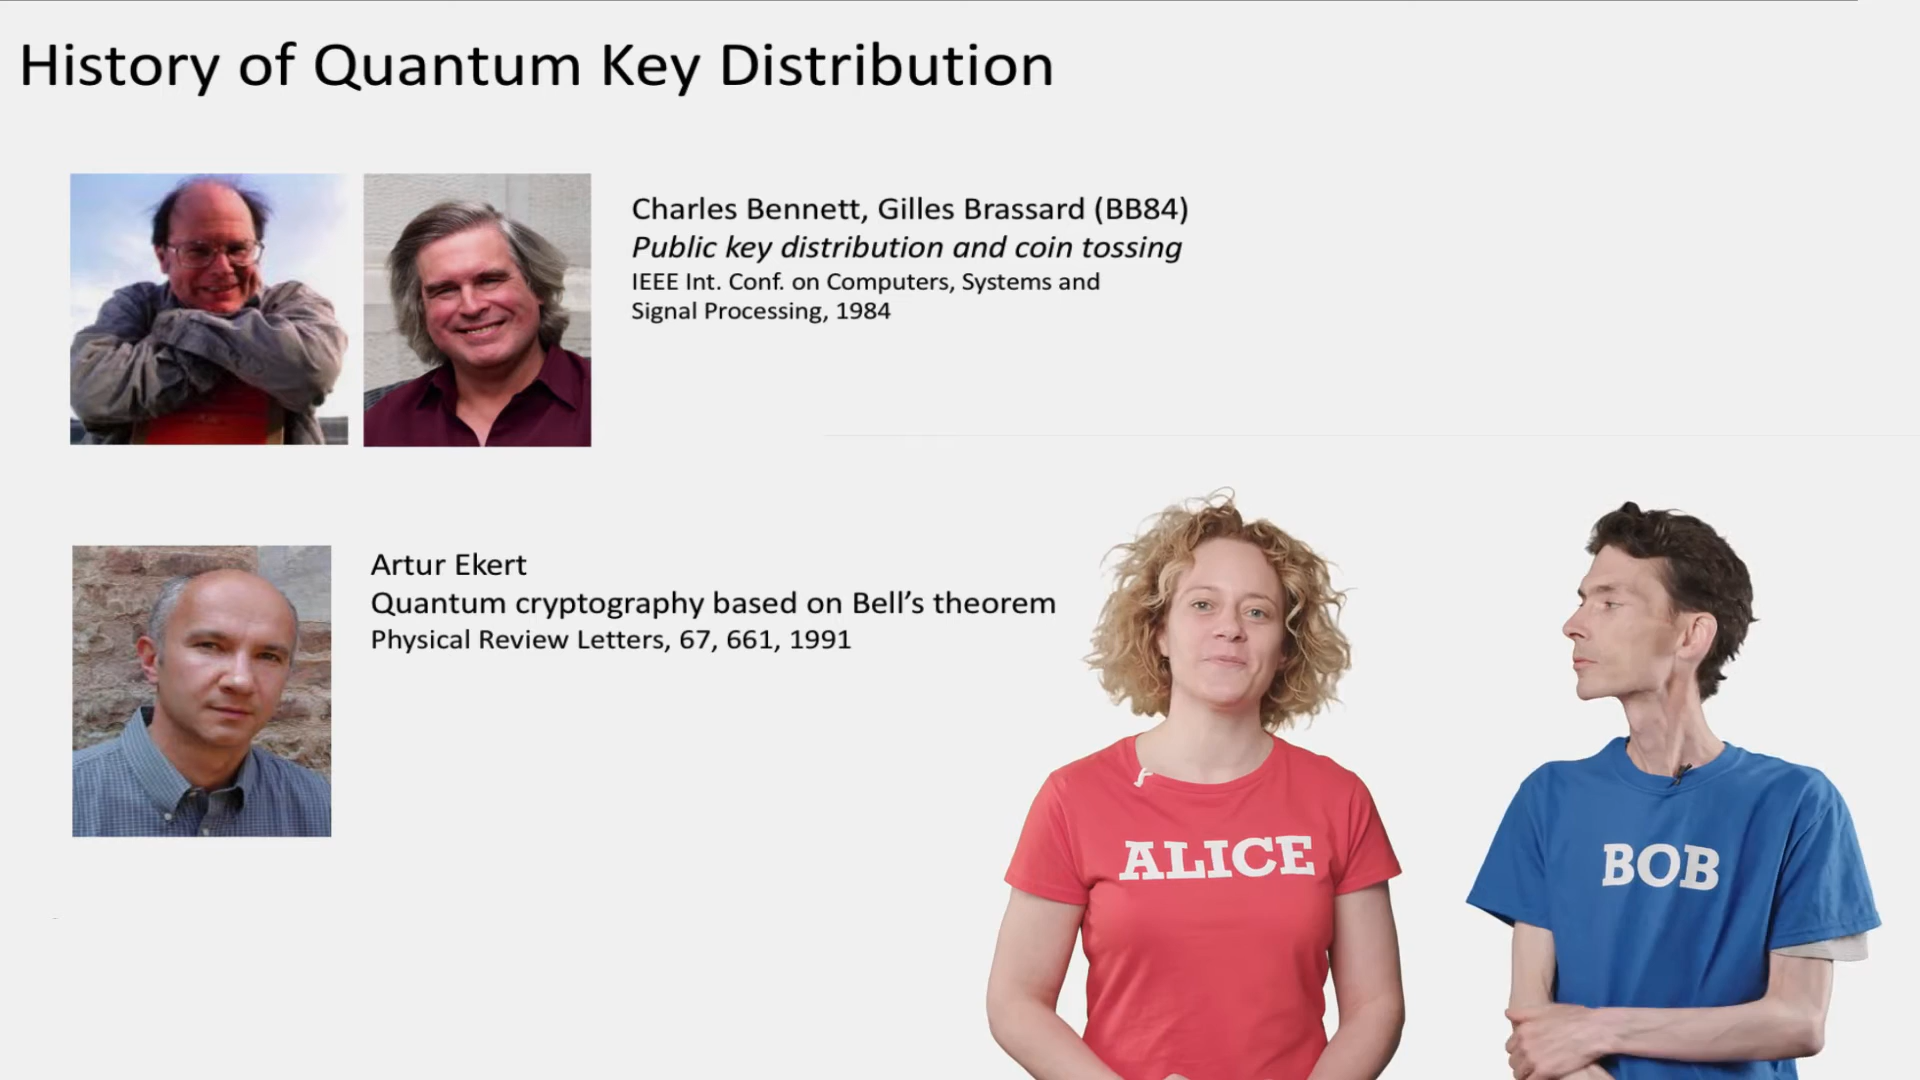 History of Quantum Key Distribution
Charles Bennett, Gilles Brassard (BB84)
Public key distribution and coin tossing
IEEE Int. Conf. on Computers, Systems and
Signal Processing, 1984
Artur Ekert
Quantum cryptography based on Bell’s theorem
Physical Review Letters, 67, 661, 1991
ALICE
BOB